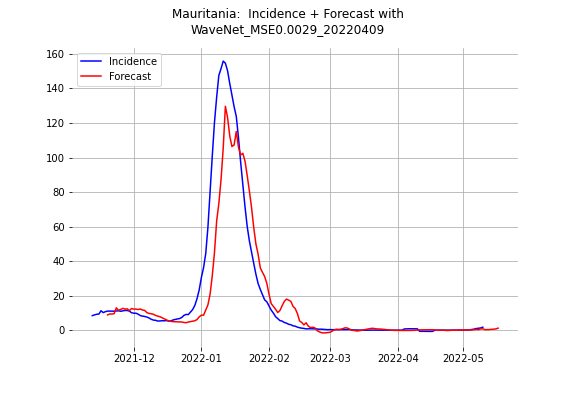 Mauritania:  Incidence + Forecast with
WaveNet_MSE0.0029_20220409
Incidence
Forecast
160
140
120
100
80
60
40
20
0
2021-12 2022-01 2022-02 2022-03 2022-04 2022-05